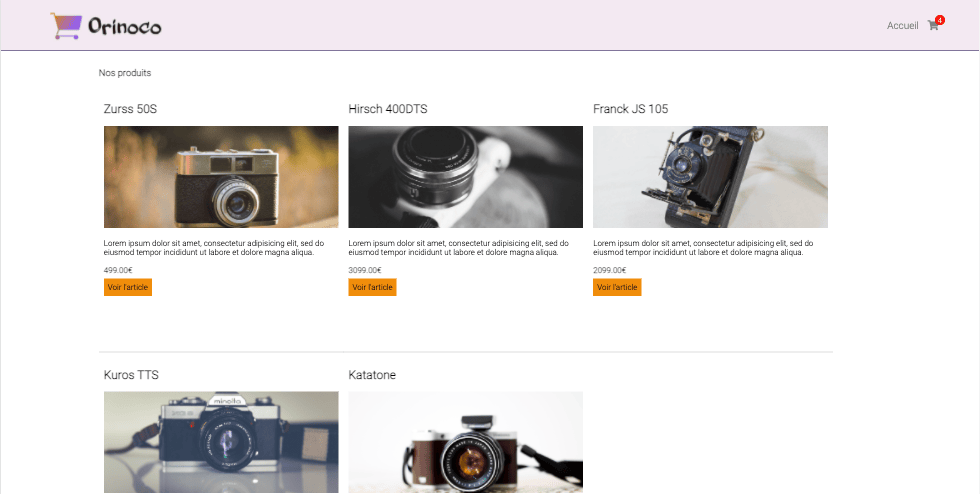 Orinoco
Accueil
4
Nos produits
Zurss 50S
Hirsch 400DTS
Franck JS 105
Lorem ipsum dolor sit amet, consectetur adipisicing elit, sed do
eiusmod tempor incididunt ut labore et dolore magna aliqua.
Lorem ipsum dolor sit amet, consectetur adipisicing elit, sed do
eiusmod tempor incididunt ut labore et dolore magna aliqua.
Lorem ipsum dolor sit amet, consectetur adipisicing elit, sed do
eiusmod tempor incididunt ut labore et dolore magna aliqua.
499.00€
3099.00€
2099.00€
Voir l'article
Voir l'article
Voir l'article
Kuros TTS
Katatone
minolta